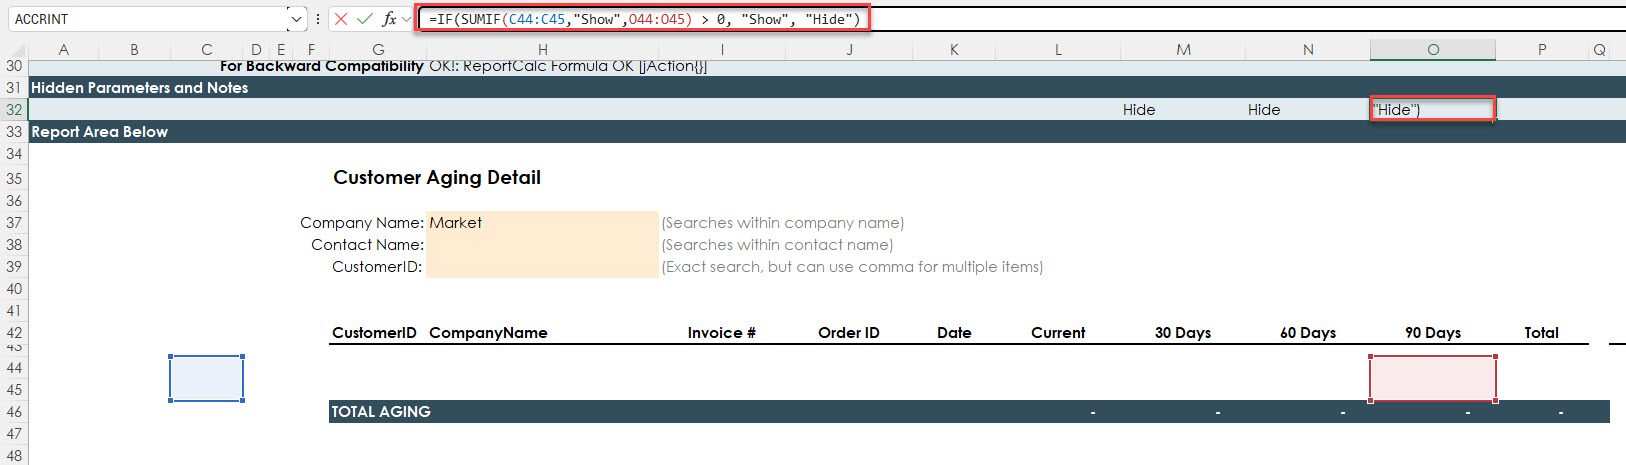 ACCRINT fx =IF(SUMIF(C44:C45,"Show",O44:O45) > 0, "Show", "Hide")
A B C D E F G H I J K L M N O P Q
30 For Backward Compatibility OK!: ReportCalc Formula OK [jAction{}]
31 Hidden Parameters and Notes
32 Hide Hide "Hide")
33 Report Area Below
34
35 Customer Aging Detail
36
37 Company Name: Market (Searches within company name)
38 Contact Name: (Searches within contact name)
39 CustomerID: (Exact search, but can use comma for multiple items)
40
41
42 CustomerID CompanyName Invoice # Order ID Date Current 30 Days 60 Days 90 Days Total
43
44
45
46 TOTAL AGING - - - - -
47
48